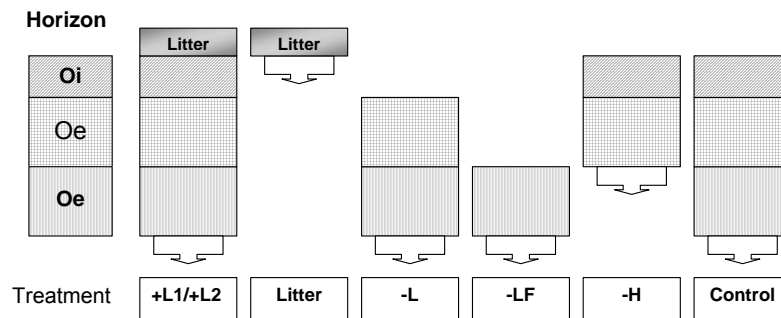 Horizon
Litter Litter
Oi
Oe
Oe
Treatment +L1/+L2 Litter -L -LF -H Control